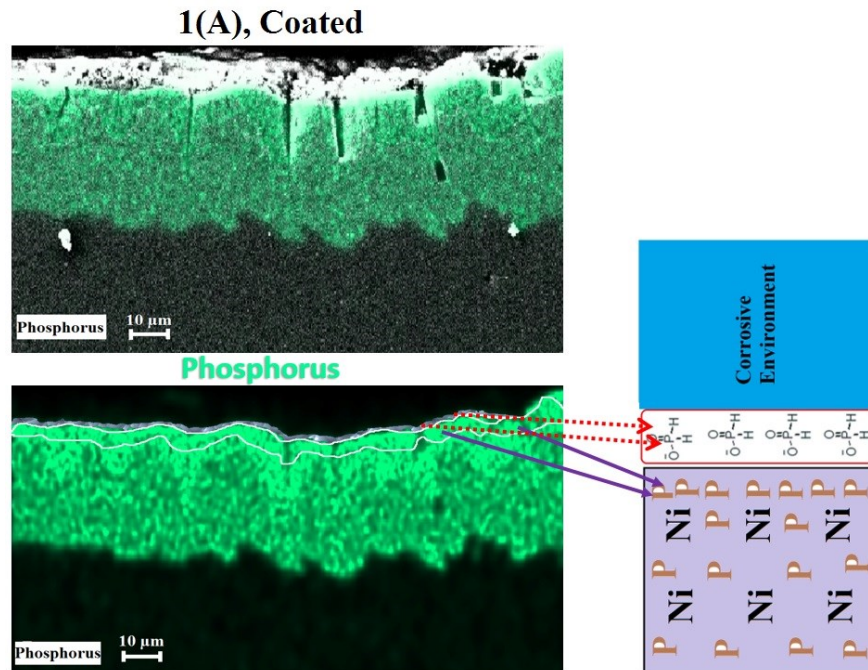 1(A), Coated
Phosphorus
10 µm
Phosphorus
Phosphorus
10 µm
Corrosive
Environment
O O⁻-P-H H
O O⁻-P-H H
O O⁻-P-H H
O O⁻-P-H H
P P P P P P P
Ni Ni Ni
P P
P P P P
Ni Ni Ni
P P P P